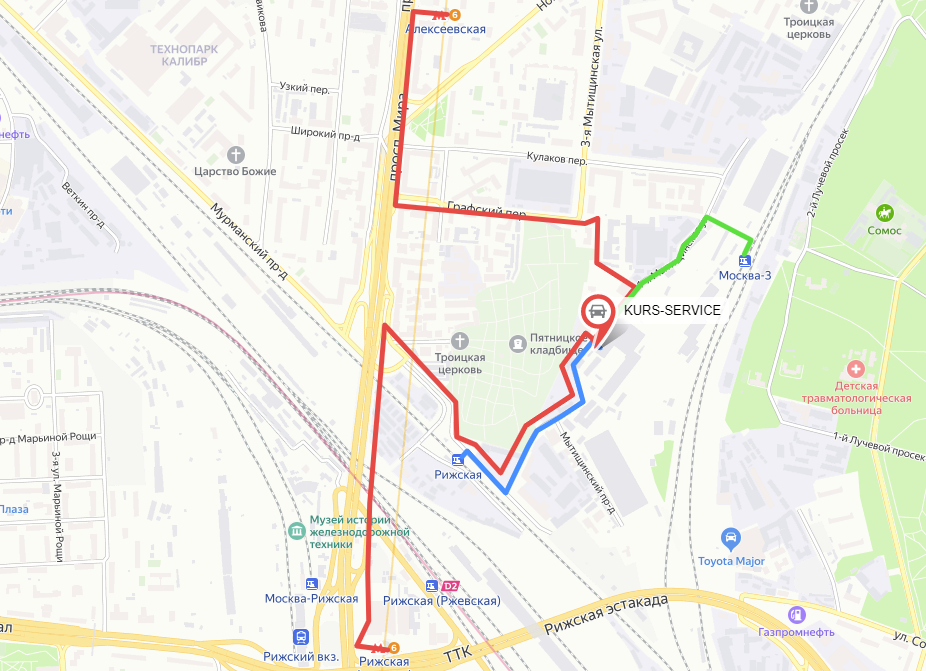 6
Алексеевская
Троицкая
церковь
ТЕХНОПАРК
КАЛИБР
Узкий пер.
3-я Мытищинская ул.
просп. Мира
Широкий пр-д
нефть
Царство Божие
Кулаков пер.
2-й Лучевой просек
Веткин пр-д
Мурманский пр-д
Графский пер.
Сомос
Москва-3
KURS-SERVICE
Троицкая
церковь
Пятницкое
кладбище
Детская
травматологическая
больница
1-й Лучевой просек
р-д Марьиной Рощи
3-я ул. Марьиной Рощи
Рижская
Мытищинский пр-д
Плаза
Музей истории
железнодорожной
техники
Toyota Major
Москва-Рижская
D2
Рижская (Ржевская)
Рижская эстакада
Газпромнефть
ТТК
Рижский вкз.
6
Рижская
ул. Со